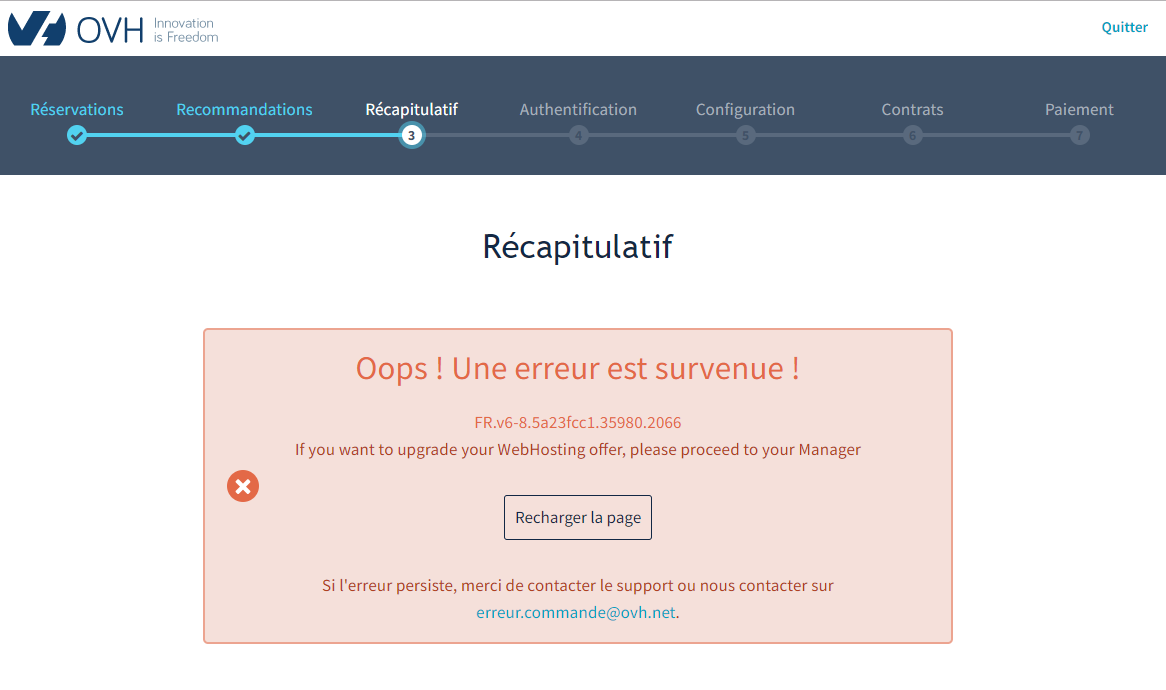 OVH Innovation
is Freedom
Quitter
Réservations Recommandations Récapitulatif Authentification Configuration Contrats Paiement
3 4 5 6 7
Récapitulatif
Oops ! Une erreur est survenue !
FR.v6-8.5a23fcc1.35980.2066
If you want to upgrade your WebHosting offer, please proceed to your Manager
Recharger la page
Si l'erreur persiste, merci de contacter le support ou nous contacter sur
erreur.commande@ovh.net.